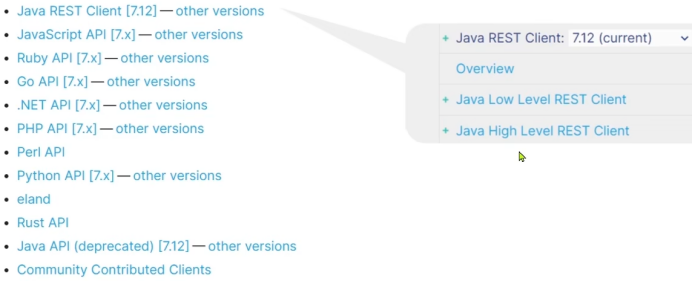 Java REST Client [7.12] — other versions
JavaScript API [7.x] — other versions
Ruby API [7.x] — other versions
Go API [7.x] — other versions
.NET API [7.x] — other versions
PHP API [7.x] — other versions
Perl API
Python API [7.x] — other versions
eland
Rust API
Java API (deprecated) [7.12] — other versions
Community Contributed Clients
+ Java REST Client: 7.12 (current)
Overview
+ Java Low Level REST Client
+ Java High Level REST Client